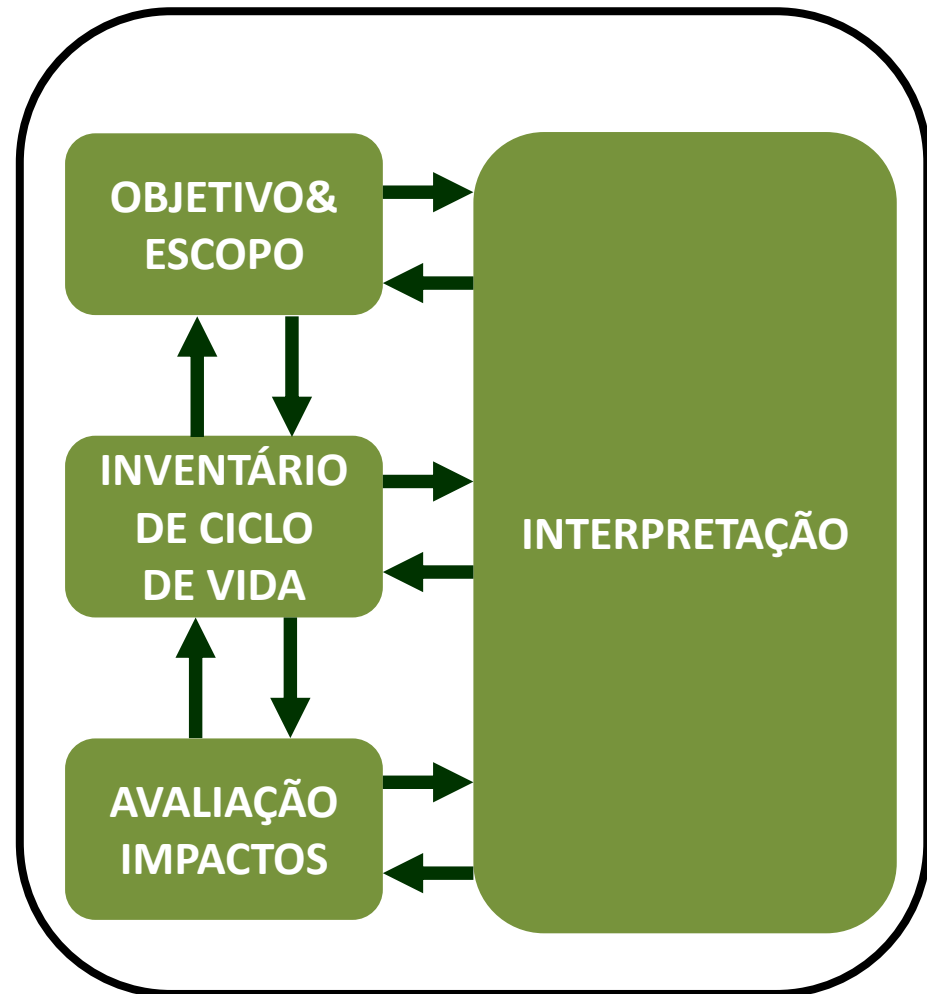 OBJETIVO&
ESCOPO
INVENTÁRIO
DE CICLO
DE VIDA
INTERPRETAÇÃO
AVALIAÇÃO
IMPACTOS